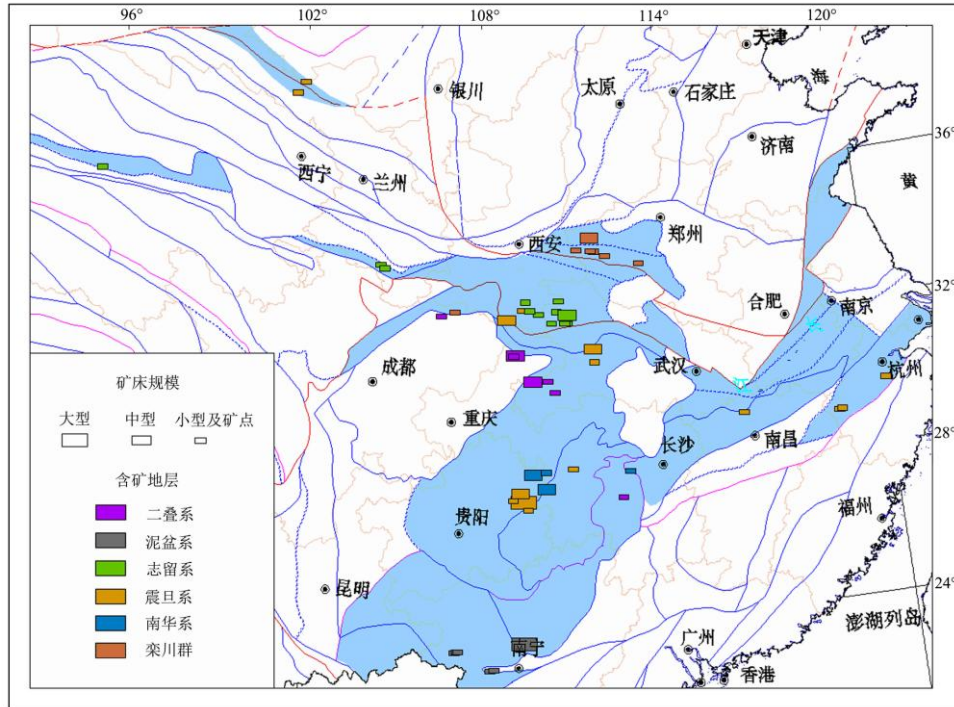 96° 102° 108° 114° 120°
天津
海
银川
太原
石家庄
济南
36°
黄
西宁
兰州
西安
郑州
合肥
32°
南京
成都
武汉
杭州
重庆
长沙
南昌
28°
贵阳
福州
昆明
24°
澎湖列岛
南宁
广州
香港
矿床规模
大型 中型 小型及矿点
含矿地层
二叠系
泥盆系
志留系
震旦系
南华系
栾川群